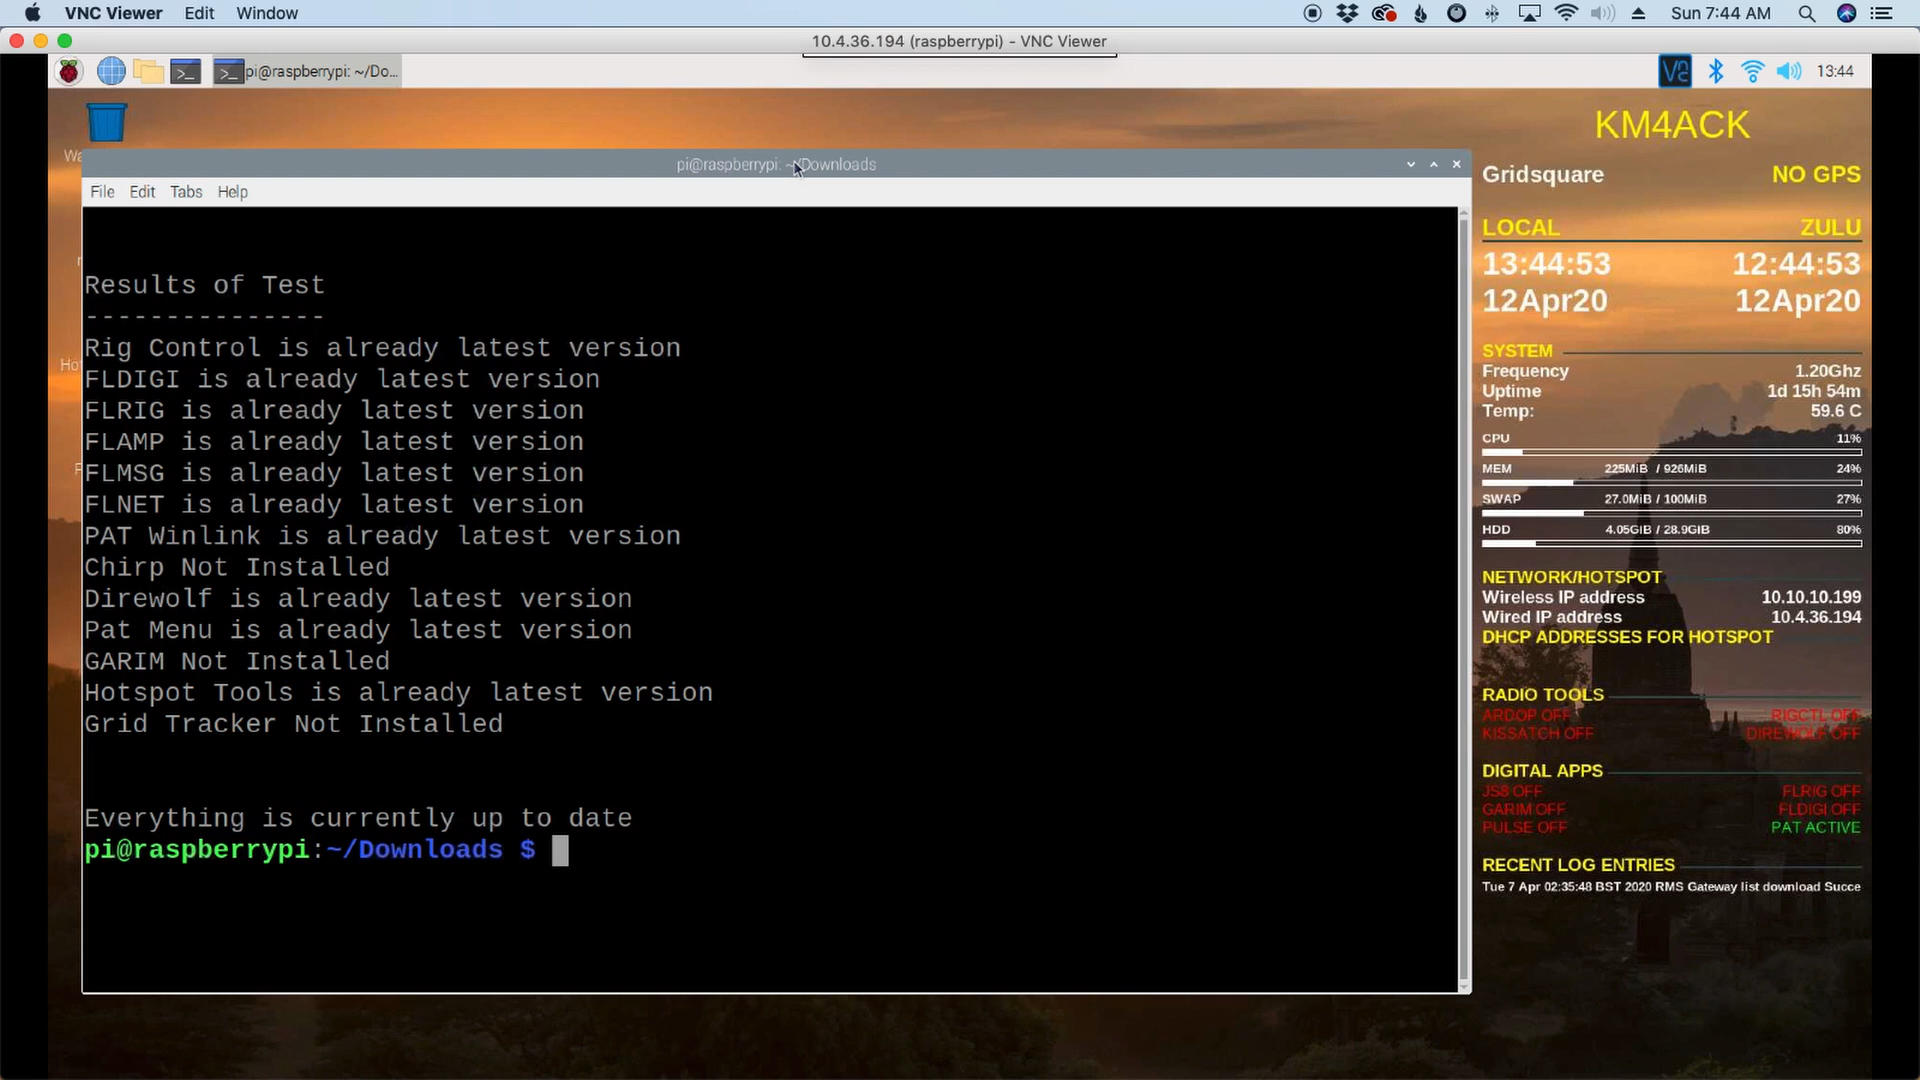 VNC Viewer Edit Window Sun 7:44 AM
10.4.36.194 (raspberrypi) - VNC Viewer
pi@raspberrypi: ~/Do... 13:44
pi@raspberrypi: ~/Downloads
File Edit Tabs Help
Results of Test
---------------
Rig Control is already latest version
FLDIGI is already latest version
FLRIG is already latest version
FLAMP is already latest version
FLMSG is already latest version
FLNET is already latest version
PAT Winlink is already latest version
Chirp Not Installed
Direwolf is already latest version
Pat Menu is already latest version
GARIM Not Installed
Hotspot Tools is already latest version
Grid Tracker Not Installed
Everything is currently up to date
pi@raspberrypi:~/Downloads $
KM4ACK
Gridsquare NO GPS
LOCAL ZULU
13:44:53 12:44:53
12Apr20 12Apr20
SYSTEM
Frequency 1.20Ghz
Uptime 1d 15h 54m
Temp: 59.6 C
CPU 11%
MEM 225MiB / 926MiB 24%
SWAP 27.0MiB / 100MiB 27%
HDD 4.05GiB / 28.9GiB 80%
NETWORK/HOTSPOT
Wireless IP address 10.10.10.199
Wired IP address 10.4.36.194
DHCP ADDRESSES FOR HOTSPOT
RADIO TOOLS
ARDOP OFF RIGCTL OFF
KISSATCH OFF DIREWOLF OFF
DIGITAL APPS
JS8 OFF FLRIG OFF
GARIM OFF FLDIGI OFF
PULSE OFF PAT ACTIVE
RECENT LOG ENTRIES
Tue 7 Apr 02:35:48 BST 2020 RMS Gateway list download Succe